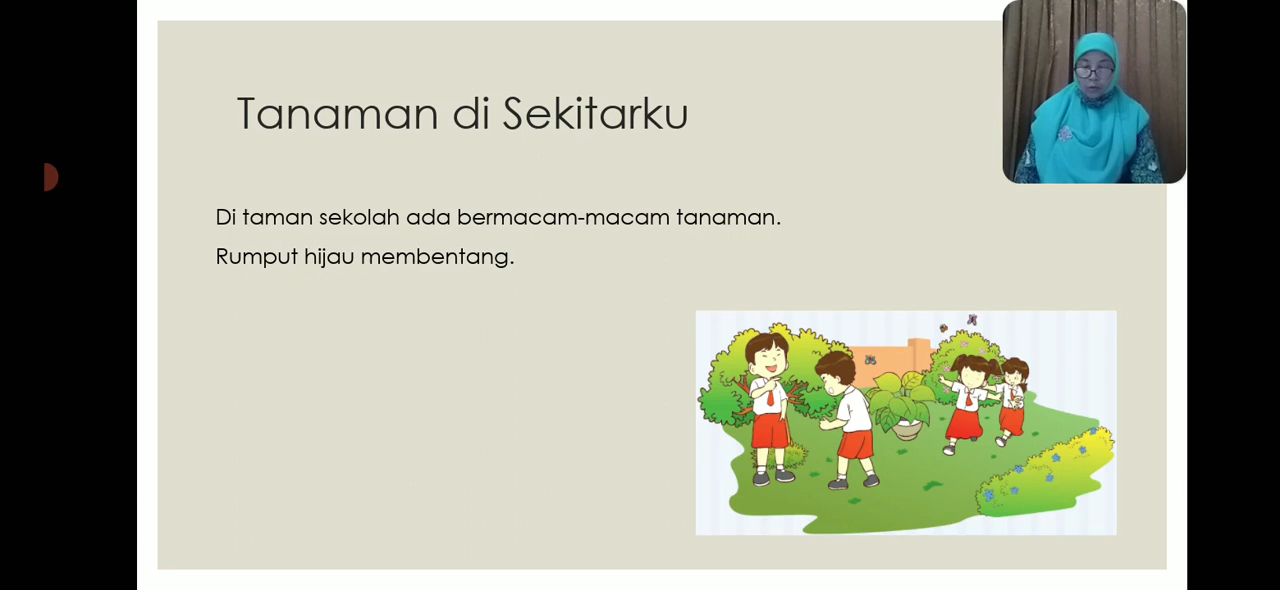 Tanaman di Sekitarku
Di taman sekolah ada bermacam-macam tanaman.
Rumput hijau membentang.